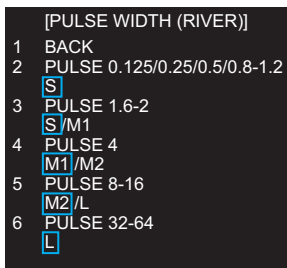 [PULSE WIDTH (RIVER)]
1 BACK
2 PULSE 0.125/0.25/0.5/0.8-1.2
S
3 PULSE 1.6-2
S/M1
4 PULSE 4
M1/M2
5 PULSE 8-16
M2/L
6 PULSE 32-64
L